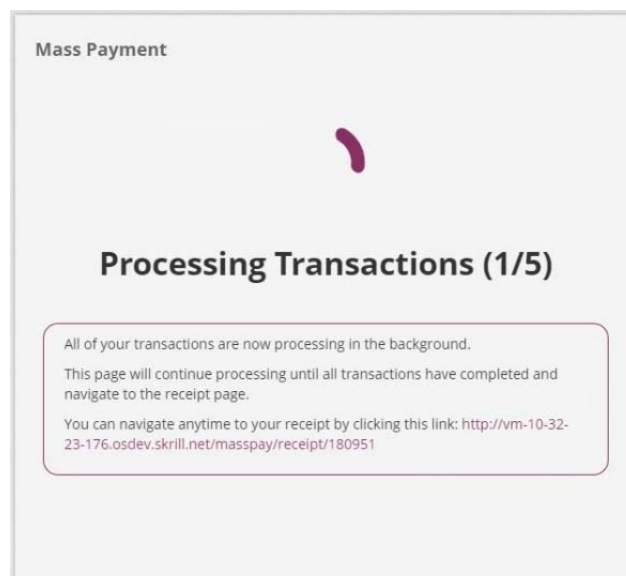 Mass Payment
Processing Transactions (1/5)
All of your transactions are now processing in the background.
This page will continue processing until all transactions have completed and
navigate to the receipt page.
You can navigate anytime to your receipt by clicking this link: http://vm-10-32-
23-176.osdev.skrill.net/masspay/receipt/180951